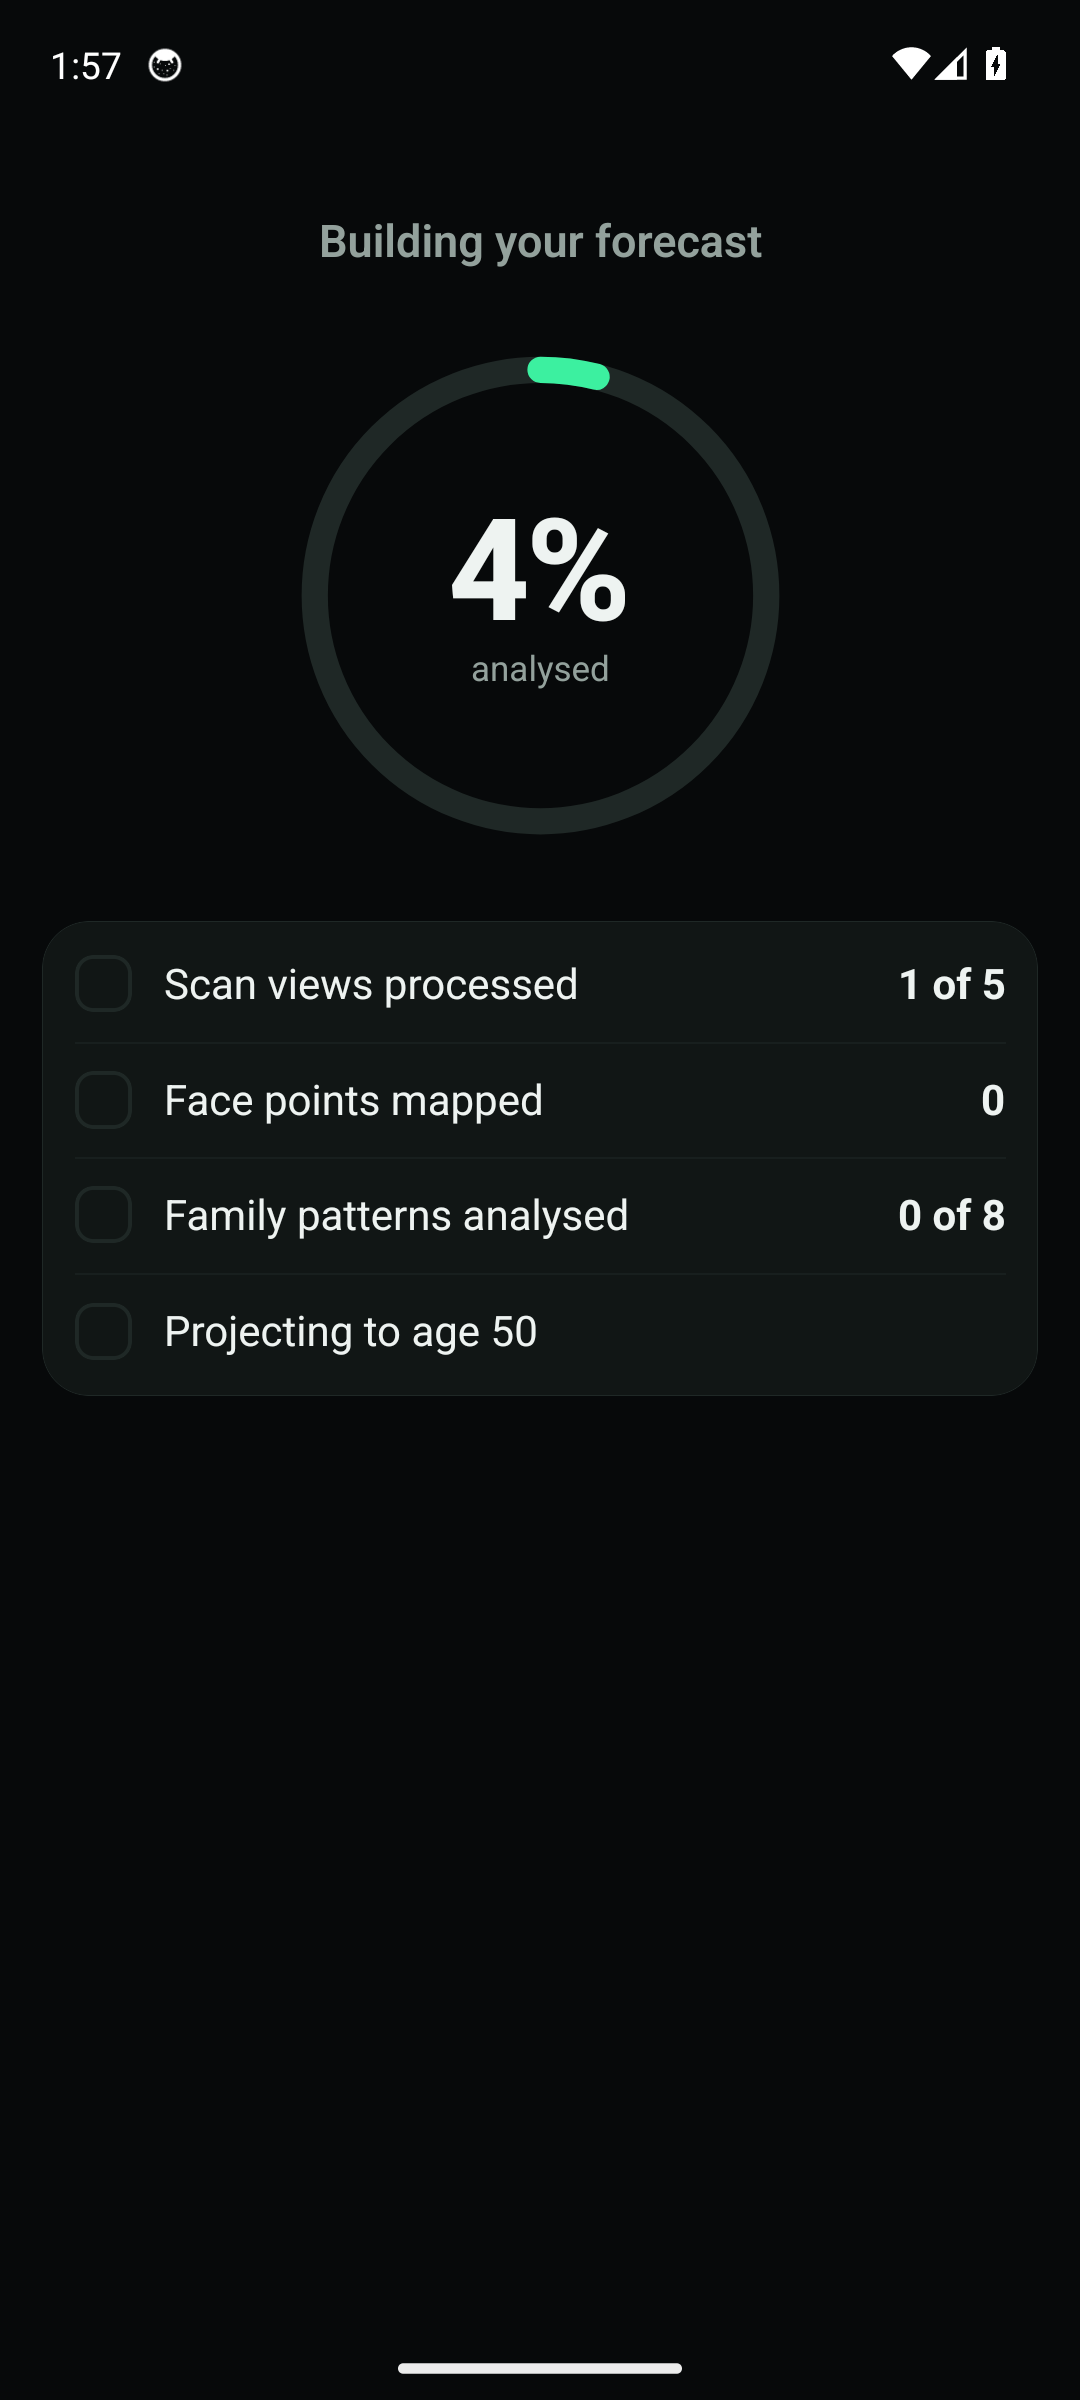 1:57
Building your forecast
4%
analysed
Scan views processed 1 of 5
Face points mapped 0
Family patterns analysed 0 of 8
Projecting to age 50